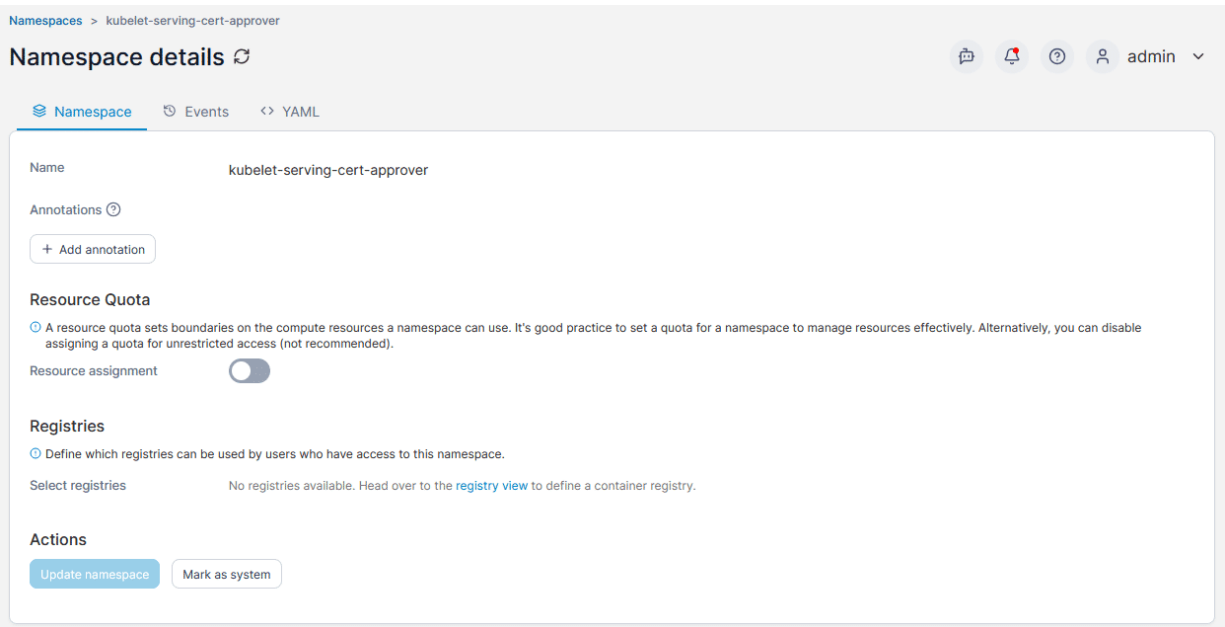 Namespaces > kubelet-serving-cert-approver
Namespace details
admin
Namespace
Events
<> YAML
Name
kubelet-serving-cert-approver
Annotations
+ Add annotation
Resource Quota
A resource quota sets boundaries on the compute resources a namespace can use. It's good practice to set a quota for a namespace to manage resources effectively. Alternatively, you can disable
assigning a quota for unrestricted access (not recommended).
Resource assignment
Registries
Define which registries can be used by users who have access to this namespace.
Select registries
No registries available. Head over to the registry view to define a container registry.
Actions
Update namespace
Mark as system